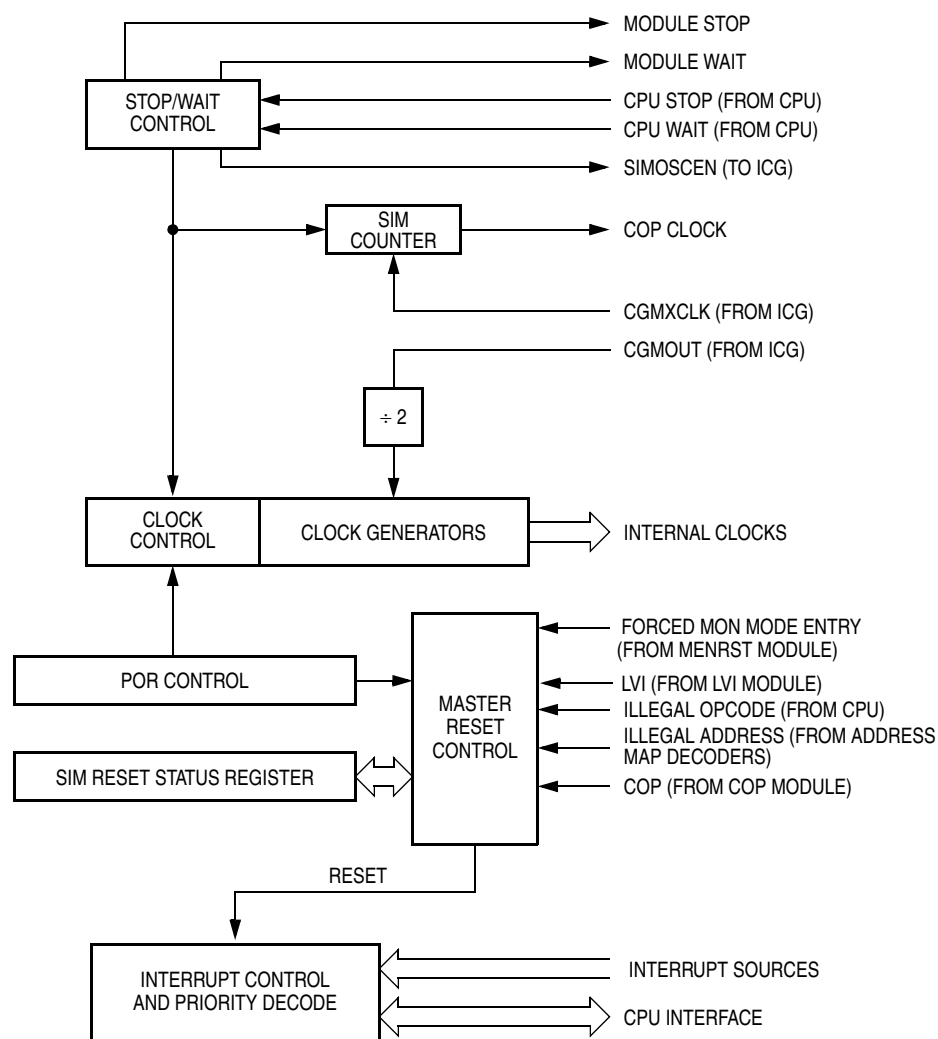 MODULE STOP
MODULE WAIT
STOP/WAIT
CONTROL
CPU STOP (FROM CPU)
CPU WAIT (FROM CPU)
SIMOSCEN (TO ICG)
SIM
COUNTER
COP CLOCK
CGMXCLK (FROM ICG)
CGMOUT (FROM ICG)
÷ 2
CLOCK
CONTROL
CLOCK GENERATORS
INTERNAL CLOCKS
FORCED MON MODE ENTRY
(FROM MENRST MODULE)
POR CONTROL
LVI (FROM LVI MODULE)
MASTER
RESET
CONTROL
ILLEGAL OPCODE (FROM CPU)
ILLEGAL ADDRESS (FROM ADDRESS
MAP DECODERS)
SIM RESET STATUS REGISTER
COP (FROM COP MODULE)
RESET
INTERRUPT CONTROL
AND PRIORITY DECODE
INTERRUPT SOURCES
CPU INTERFACE